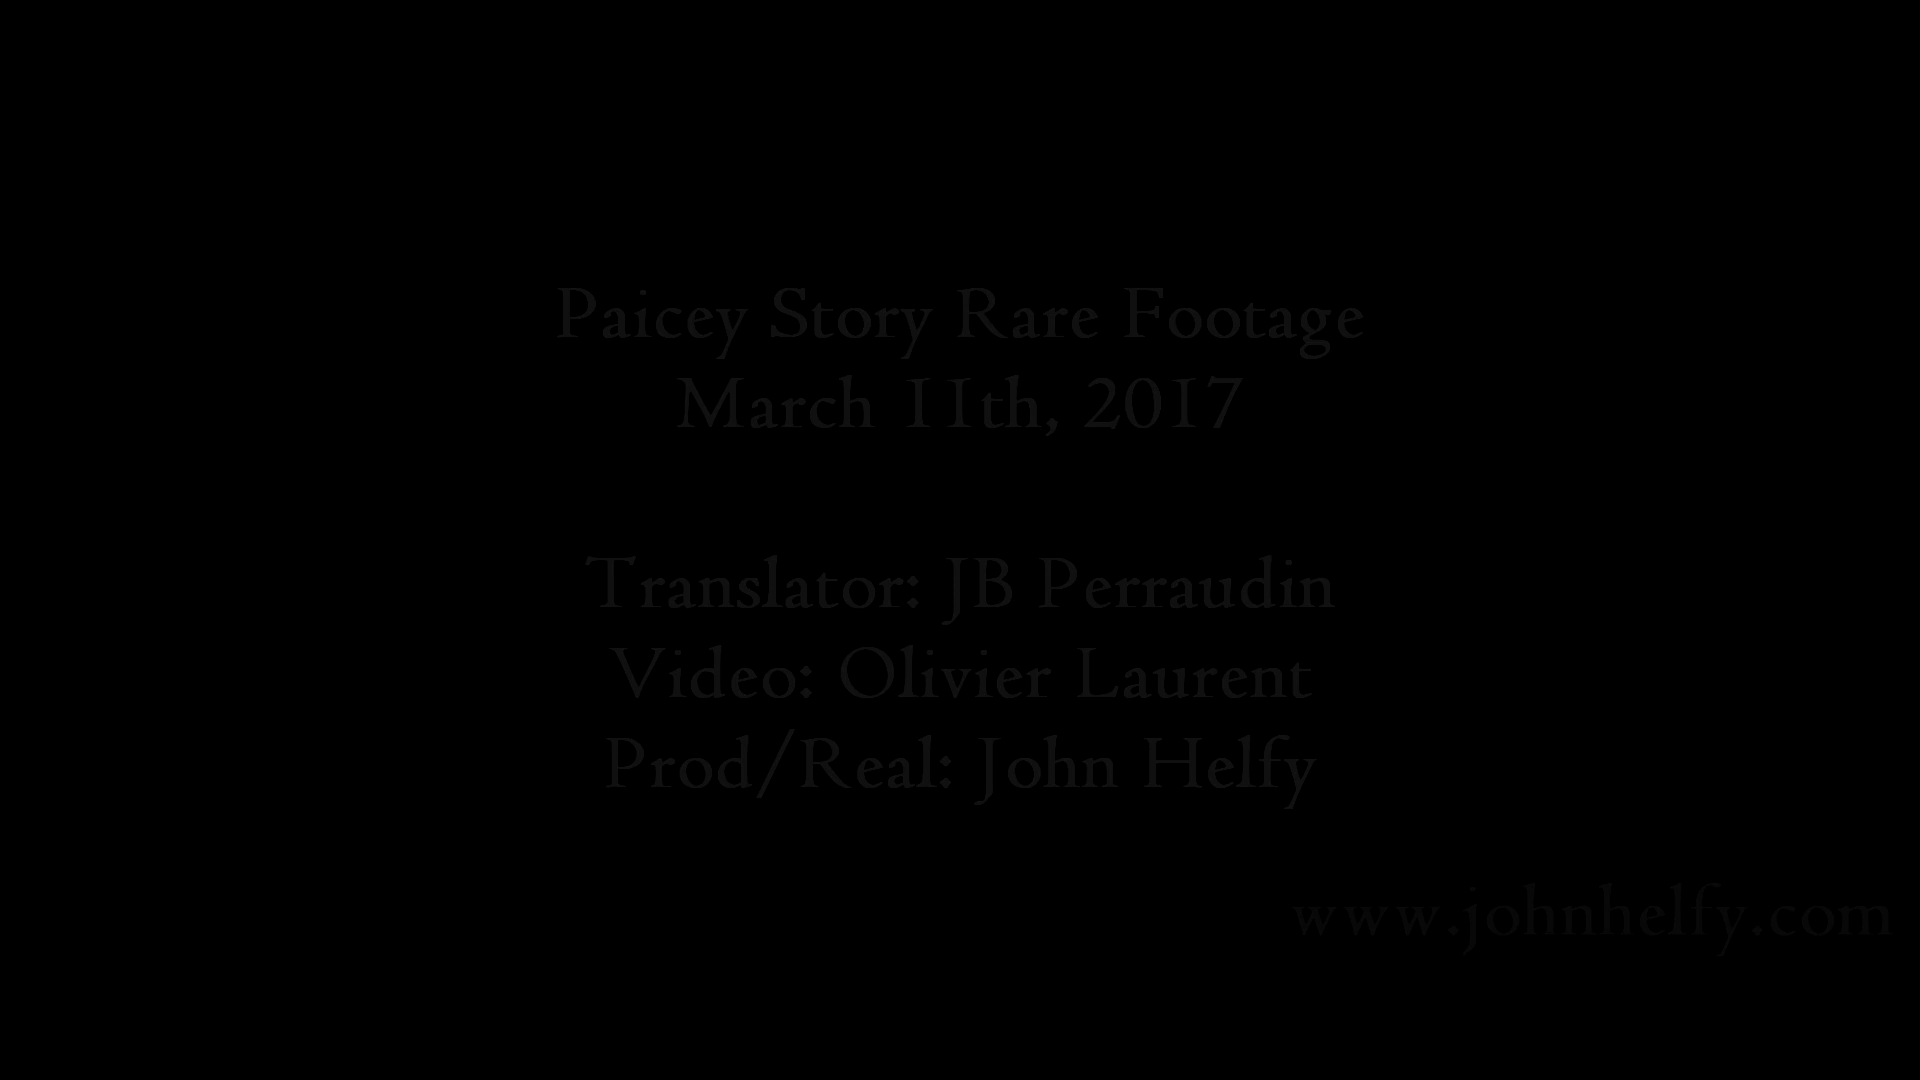 Paicey Story Rare Footage
March 11th, 2017
Translator: JB Perraudin
Video: Olivier Laurent
Prod/Real: John Helfy
www.johnhelfy.com